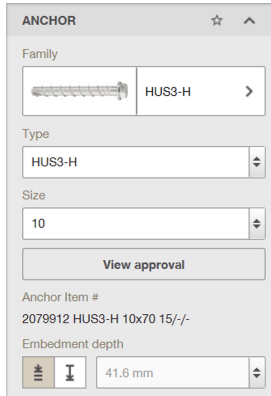 ANCHOR
Family
HUS3-H
Type
HUS3-H
Size
10
View approval
Anchor Item #
2079912 HUS3-H 10x70 15/-/-
Embedment depth
41.6 mm